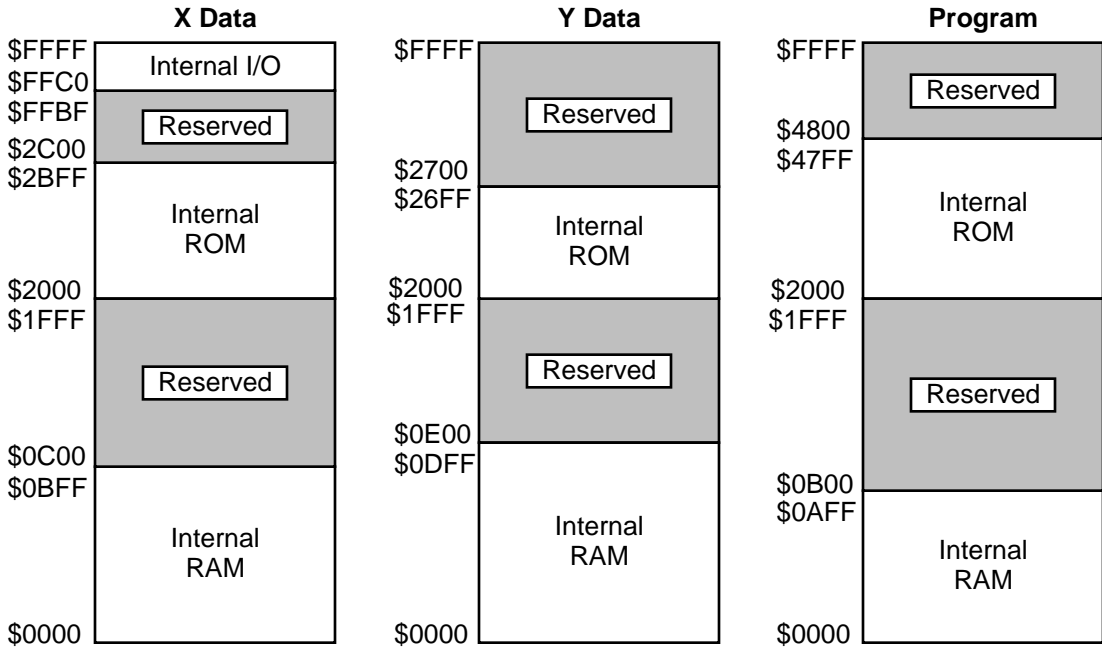 X Data
$FFFF
Internal I/O
$FFC0
$FFBF
Reserved
$2C00
$2BFF
Internal
ROM
$2000
$1FFF
Reserved
$0C00
$0BFF
Internal
RAM
$0000
Y Data
$FFFF
Reserved
$2700
$26FF
Internal
ROM
$2000
$1FFF
Reserved
$0E00
$0DFF
Internal
RAM
$0000
Program
$FFFF
Reserved
$4800
$47FF
Internal
ROM
$2000
$1FFF
Reserved
$0B00
$0AFF
Internal
RAM
$0000